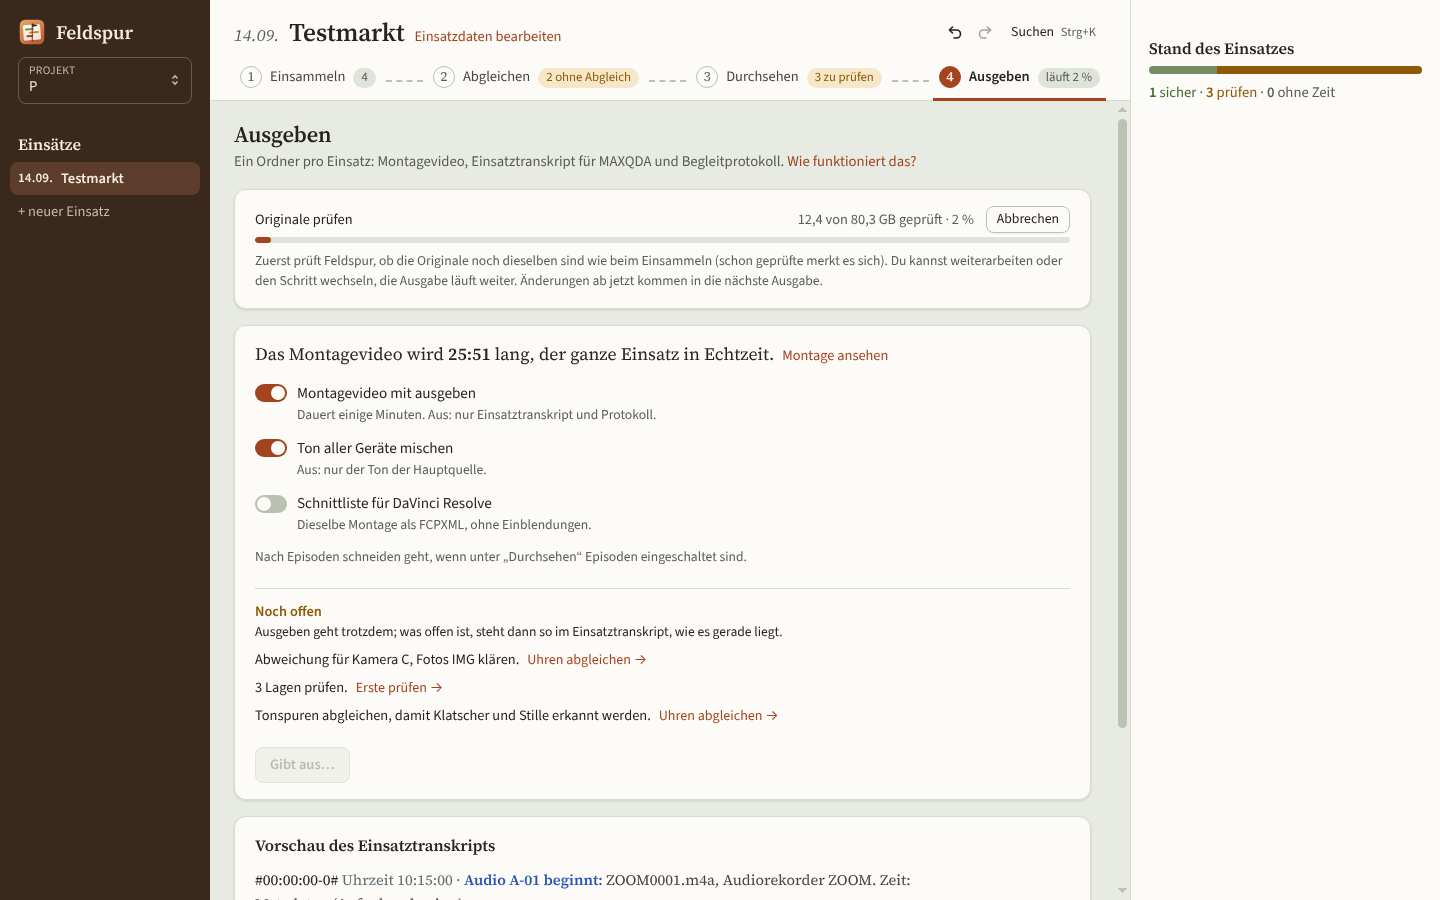 Feldspur
PROJEKT
P
Einsätze
14.09. Testmarkt
+ neuer Einsatz
14.09. Testmarkt Einsatzdaten bearbeiten
Suchen Strg+K
1 Einsammeln 4
2 Abgleichen 2 ohne Abgleich
3 Durchsehen 3 zu prüfen
4 Ausgeben läuft 2 %
Ausgeben
Ein Ordner pro Einsatz: Montagevideo, Einsatztranskript für MAXQDA und Begleitprotokoll. Wie funktioniert das?
Originale prüfen
12,4 von 80,3 GB geprüft · 2 %
Abbrechen
Zuerst prüft Feldspur, ob die Originale noch dieselben sind wie beim Einsammeln (schon geprüfte merkt es sich). Du kannst weiterarbeiten oder
den Schritt wechseln, die Ausgabe läuft weiter. Änderungen ab jetzt kommen in die nächste Ausgabe.
Das Montagevideo wird 25:51 lang, der ganze Einsatz in Echtzeit. Montage ansehen
Montagevideo mit ausgeben
Dauert einige Minuten. Aus: nur Einsatztranskript und Protokoll.
Ton aller Geräte mischen
Aus: nur der Ton der Hauptquelle.
Schnittliste für DaVinci Resolve
Dieselbe Montage als FCPXML, ohne Einblendungen.
Nach Episoden schneiden geht, wenn unter „Durchsehen“ Episoden eingeschaltet sind.
Noch offen
Ausgeben geht trotzdem; was offen ist, steht dann so im Einsatztranskript, wie es gerade liegt.
Abweichung für Kamera C, Fotos IMG klären. Uhren abgleichen →
3 Lagen prüfen. Erste prüfen →
Tonspuren abgleichen, damit Klatscher und Stille erkannt werden. Uhren abgleichen →
Gibt aus…
Vorschau des Einsatztranskripts
#00:00:00-0# Uhrzeit 10:15:00 · Audio A-01 beginnt: ZOOM0001.m4a, Audiorekorder ZOOM. Zeit:
Stand des Einsatzes
1 sicher · 3 prüfen · 0 ohne Zeit